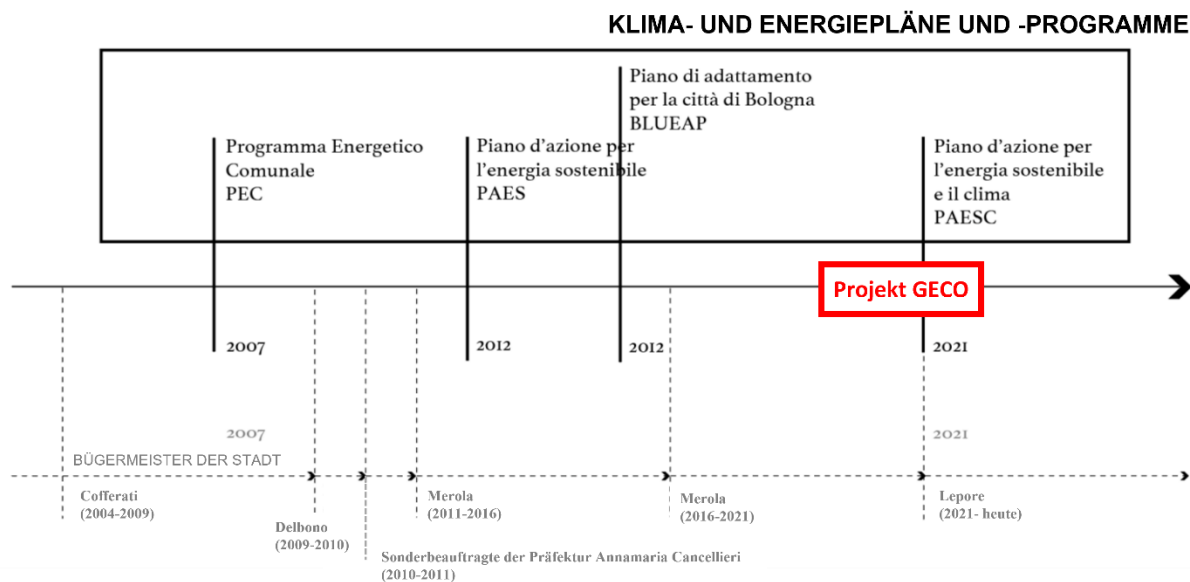 KLIMA- UND ENERGIEPLÄNE UND -PROGRAMME
Piano di adattamento
per la città di Bologna
BLUEAP
Programma Energetico
Comunale
PEC
Piano d'azione per
l'energia sostenibile
PAES
Piano d'azione per
l'energia sostenibile
e il clima
PAESC
Projekt GECO
2007
2012
2012
2021
2007
2021
BÜGERMEISTER DER STADT
Cofferati
(2004-2009)
Delbono
(2009-2010)
Sonderbeauftragte der Präfektur Annamaria Cancellieri
(2010-2011)
Merola
(2011-2016)
Merola
(2016-2021)
Lepore
(2021- heute)